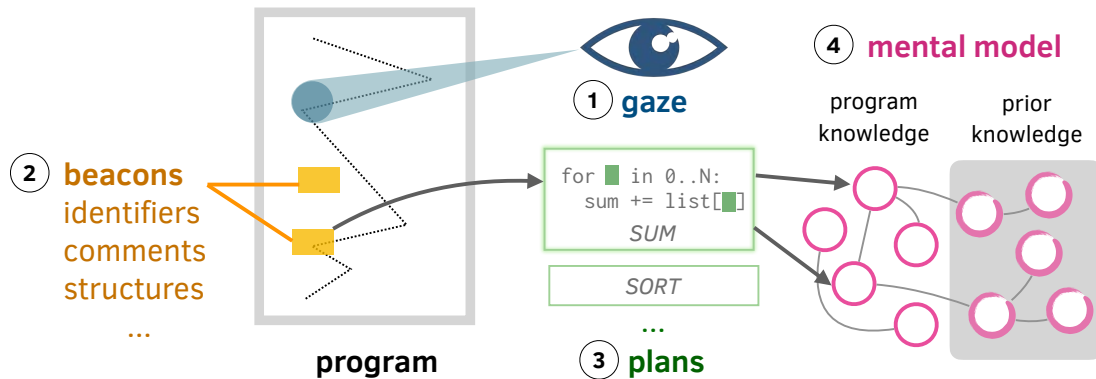 1 gaze
2 beacons
identifiers
comments
structures
...
program
for in 0..N:
sum += list[ ]
SUM
SORT
...
3 plans
4 mental model
program
knowledge
prior
knowledge